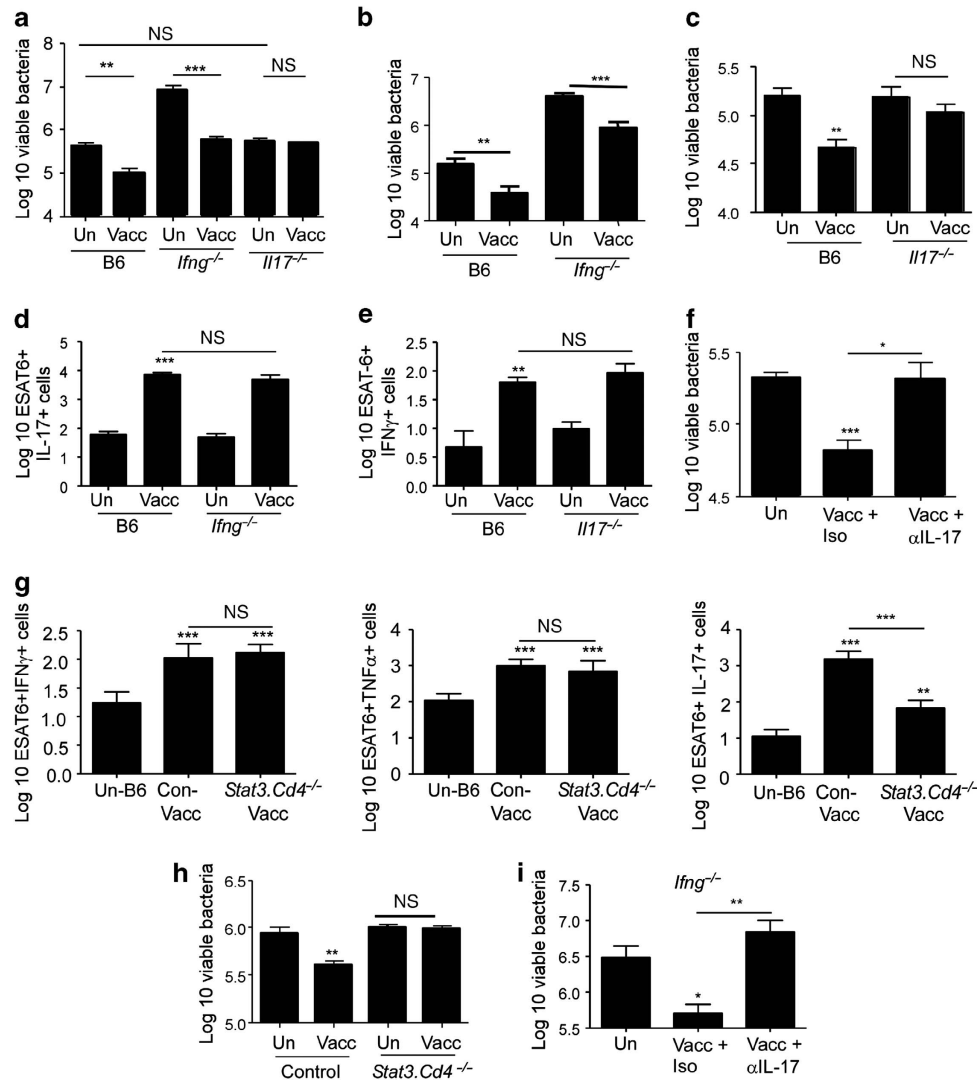 a
NS
**
***
NS
Log 10 viable bacteria
8
7
6
5
4
Un Vacc Un Vacc Un Vacc
B6 Ifng–/– Il17–/–
b
**
***
Log 10 viable bacteria
7
6
5
4
Un Vacc Un Vacc
B6 Ifng–/–
c
NS
**
Log 10 viable bacteria
5.5
5.0
4.5
4.0
Un Vacc Un Vacc
B6 Il17–/–
d
NS
***
Log 10 ESAT6+
IL-17+ cells
5
4
3
2
1
0
Un Vacc Un Vacc
B6 Ifng–/–
e
NS
**
Log 10 ESAT-6+
IFNγ+ cells
2.5
2.0
1.5
1.0
0.5
0.0
Un Vacc Un Vacc
B6 Il17–/–
f
*
***
Log 10 viable bacteria
5.5
5.0
4.5
Un Vacc + Vacc +
Iso αIL-17
g
NS
*** ***
Log 10 ESAT6+IFNγ+ cells
2.5
2.0
1.5
1.0
0.5
0.0
Un-B6 Con- Stat3.Cd4–/–
Vacc Vacc
NS
*** ***
Log 10 ESAT6+TNFα+ cells
4
3
2
1
0
Un-B6 Con- Stat3.Cd4–/–
Vacc Vacc
***
***
**
Log 10 ESAT6+ IL-17+ cells
4
3
2
1
0
Un-B6 Con- Stat3.Cd4–/–
Vacc Vacc
h
NS
**
Log 10 viable bacteria
6.5
6.0
5.5
5.0
Un Vacc Un Vacc
Control Stat3.Cd4 –/–
i
Ifng–/–
**
*
Log 10 viable bacteria
7.5
7.0
6.5
6.0
5.5
Un Vacc + Vacc +
Iso αIL-17